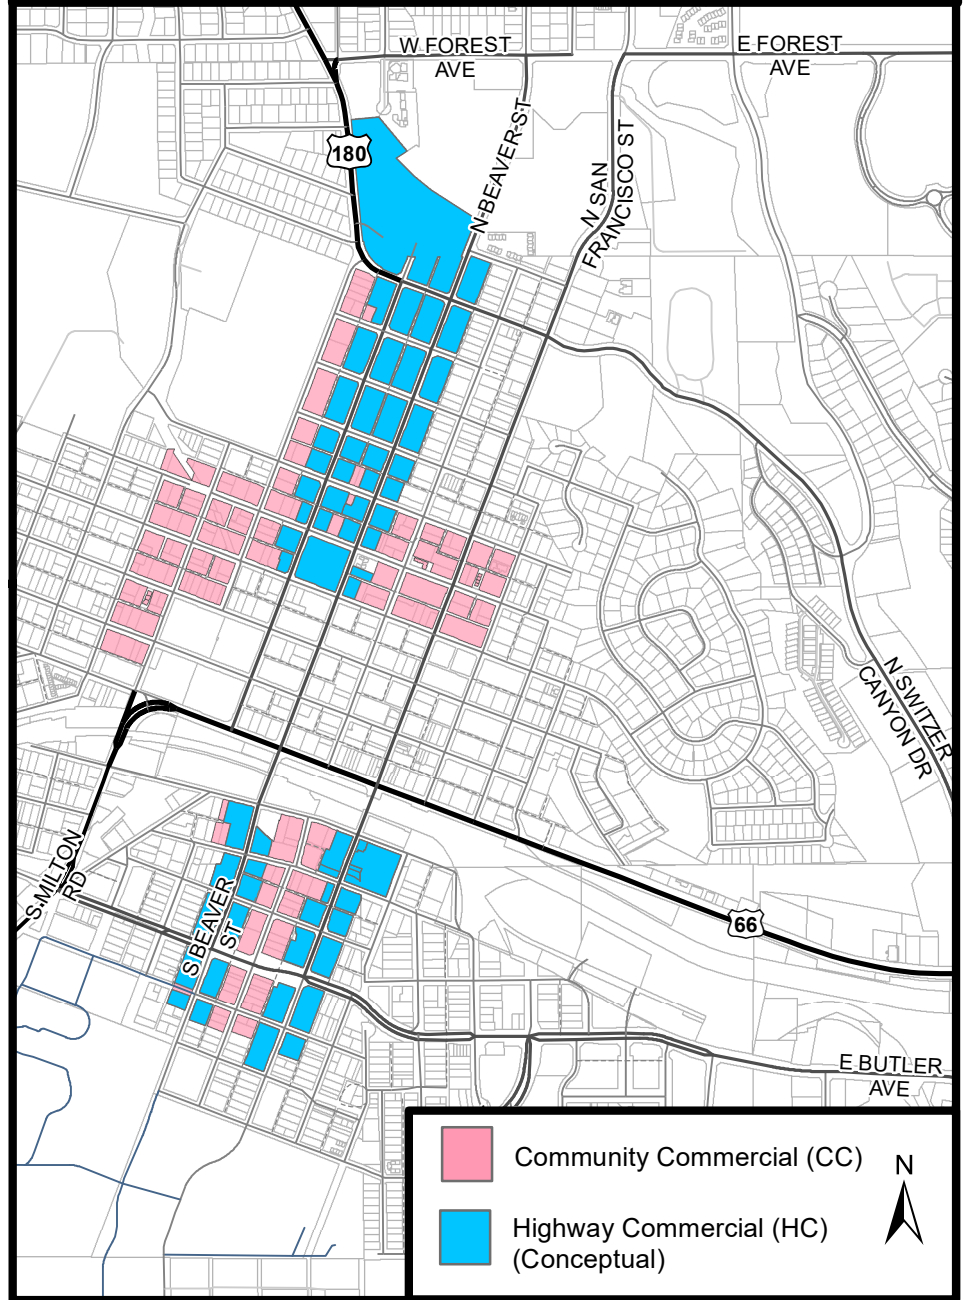 W FOREST
AVE
E FOREST
AVE
180
N BEAVER ST
N SAN
FRANCISCO ST
N SWITZER
CANYON DR
S MILTON
RD
S BEAVER
ST
66
E BUTLER
AVE
Community Commercial (CC)
N
Highway Commercial (HC)
(Conceptual)